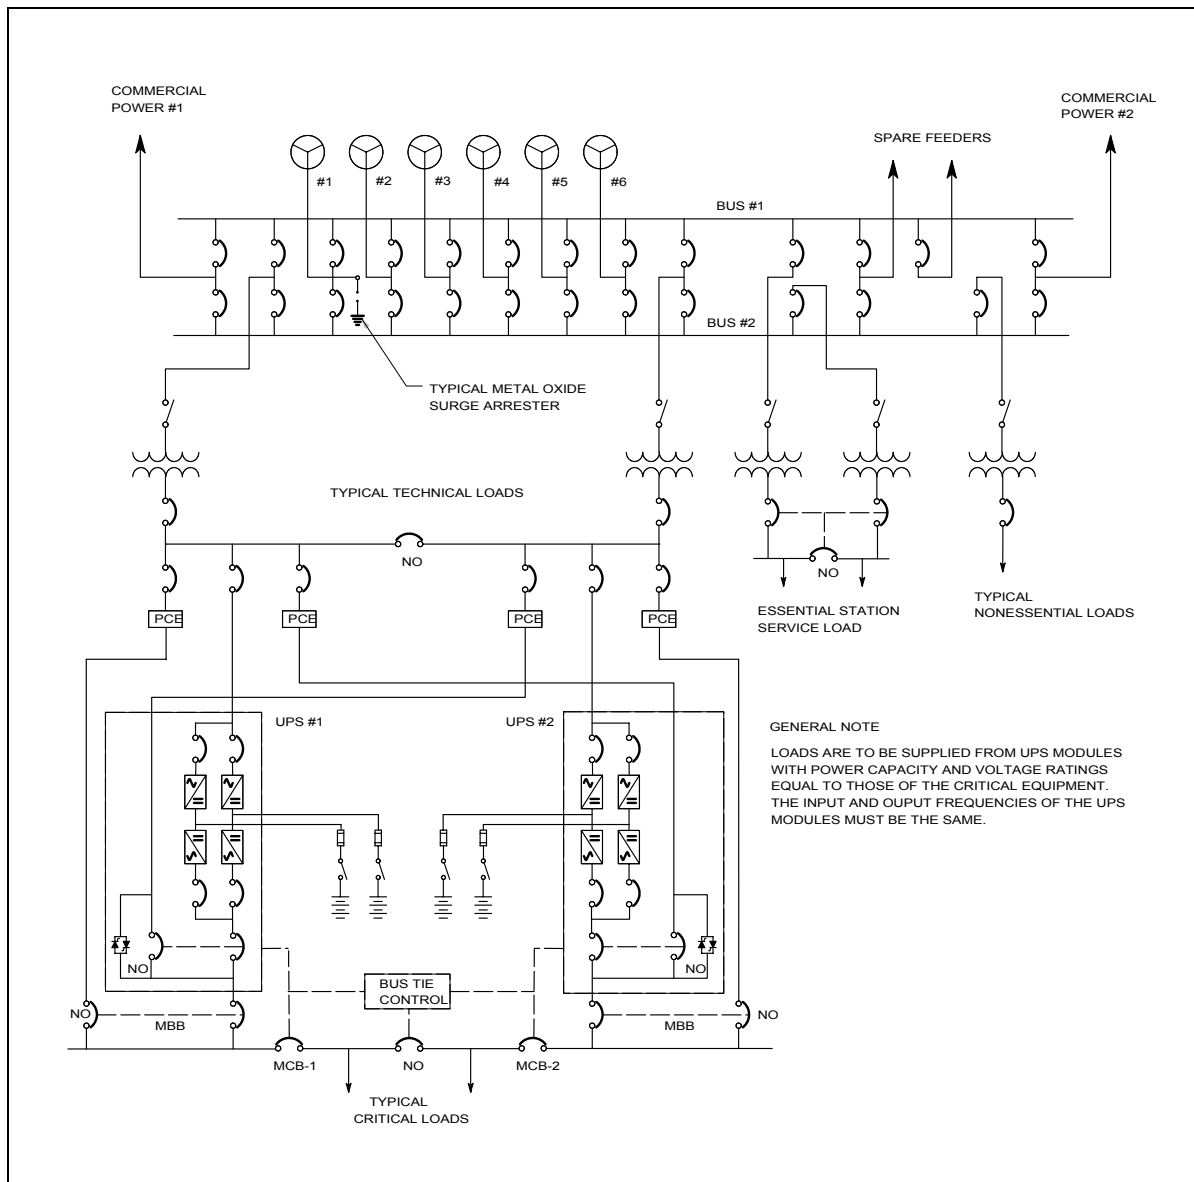 COMMERCIAL
POWER #1
COMMERCIAL
POWER #2
SPARE FEEDERS
#1
#2
#3
#4
#5
#6
BUS #1
BUS #2
TYPICAL METAL OXIDE
SURGE ARRESTER
TYPICAL TECHNICAL LOADS
NO
NO
PCE
PCE
PCE
PCE
ESSENTIAL STATION
SERVICE LOAD
TYPICAL
NONESSENTIAL LOADS
UPS #1
UPS #2
GENERAL NOTE
LOADS ARE TO BE SUPPLIED FROM UPS MODULES
WITH POWER CAPACITY AND VOLTAGE RATINGS
EQUAL TO THOSE OF THE CRITICAL EQUIPMENT.
THE INPUT AND OUPUT FREQUENCIES OF THE UPS
MODULES MUST BE THE SAME.
NO
NO
BUS TIE
CONTROL
NO
MBB
MBB
NO
MCB-1
NO
MCB-2
TYPICAL
CRITICAL LOADS